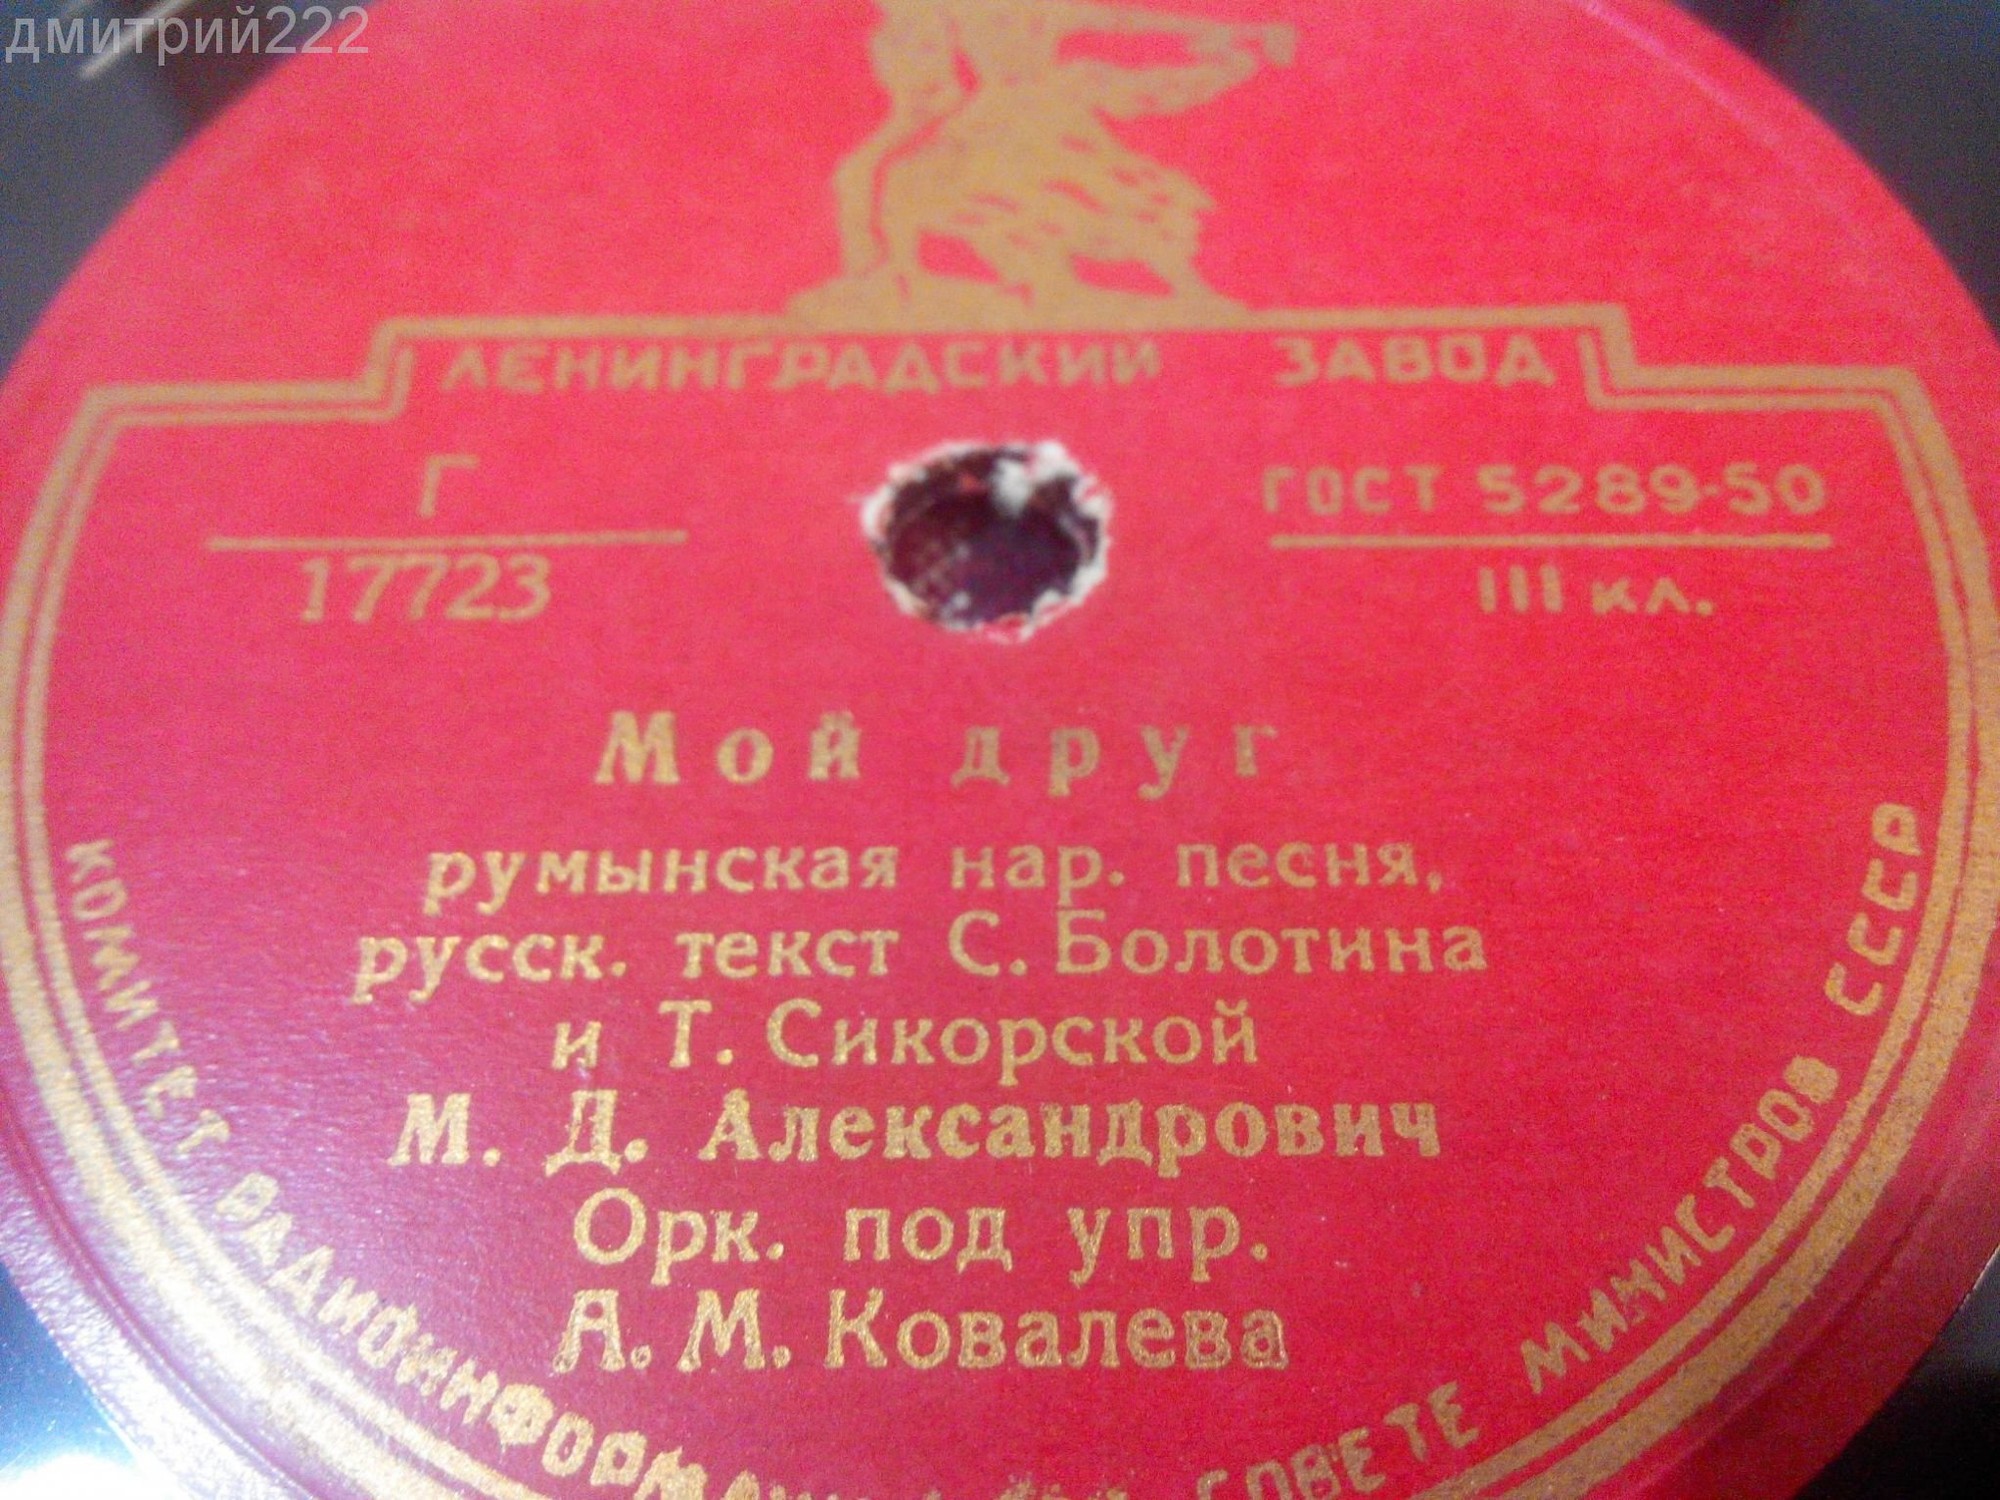 дмитрий222
ЛЕНИНГРАДСКИЙ ЗАВОД
Г
17723
ГОСТ 5289-50
III кл.
Мой друг
румынская нар. песня,
русск. текст С. Болотина
и Т. Сикорской
М. Д. Александрович
Орк. под упр.
А. М. Ковалева
КОМИТЕТ РАДИОИНФОРМАЦИИ СОВЕТЕ МИНИСТРОВ СССР